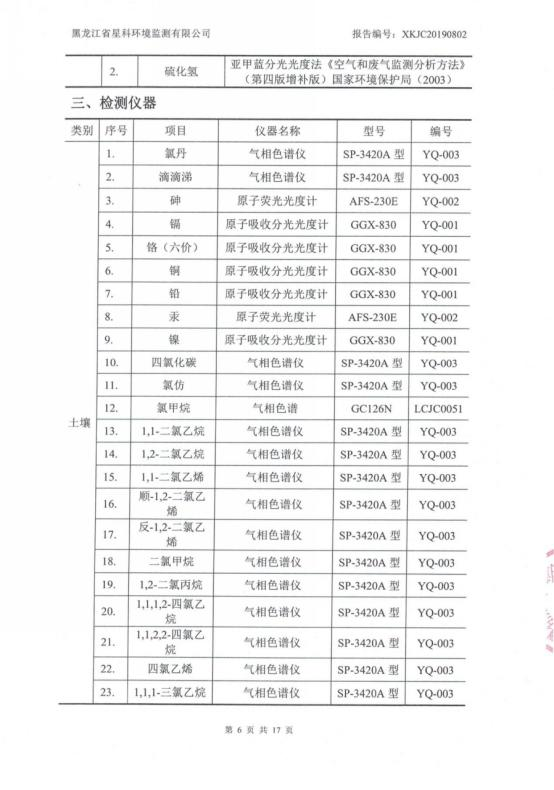 黑龙江省星科环境监测有限公司 报告编号：XKJC20190802
2. 硫化氢 亚甲蓝分光光度法《空气和废气监测分析方法》
（第四版增补版）国家环境保护局（2003）
三、检测仪器
类别 序号 项目 仪器名称 型号 编号
1. 氯丹 气相色谱仪 SP-3420A 型 YQ-003
2. 滴滴涕 气相色谱仪 SP-3420A 型 YQ-003
3. 砷 原子荧光光度计 AFS-230E YQ-002
4. 镉 原子吸收分光光度计 GGX-830 YQ-001
5. 铬（六价） 原子吸收分光光度计 GGX-830 YQ-001
6. 铜 原子吸收分光光度计 GGX-830 YQ-001
7. 铅 原子吸收分光光度计 GGX-830 YQ-001
8. 汞 原子荧光光度计 AFS-230E YQ-002
9. 镍 原子吸收分光光度计 GGX-830 YQ-001
10. 四氯化碳 气相色谱仪 SP-3420A 型 YQ-003
11. 氯仿 气相色谱仪 SP-3420A 型 YQ-003
12. 氯甲烷 气相色谱 GC126N LCJC0051
土壤
13. 1,1-二氯乙烷 气相色谱仪 SP-3420A 型 YQ-003
14. 1,2-二氯乙烷 气相色谱仪 SP-3420A 型 YQ-003
15. 1,1-二氯乙烯 气相色谱仪 SP-3420A 型 YQ-003
16. 顺-1,2-二氯乙
烯 气相色谱仪 SP-3420A 型 YQ-003
17. 反-1,2-二氯乙
烯 气相色谱仪 SP-3420A 型 YQ-003
18. 二氯甲烷 气相色谱仪 SP-3420A 型 YQ-003
19. 1,2-二氯丙烷 气相色谱仪 SP-3420A 型 YQ-003
20. 1,1,1,2-四氯乙
烷 气相色谱仪 SP-3420A 型 YQ-003
21. 1,1,2,2-四氯乙
烷 气相色谱仪 SP-3420A 型 YQ-003
22. 四氯乙烯 气相色谱仪 SP-3420A 型 YQ-003
23. 1,1,1-三氯乙烷 气相色谱仪 SP-3420A 型 YQ-003
第 6 页 共 17 页